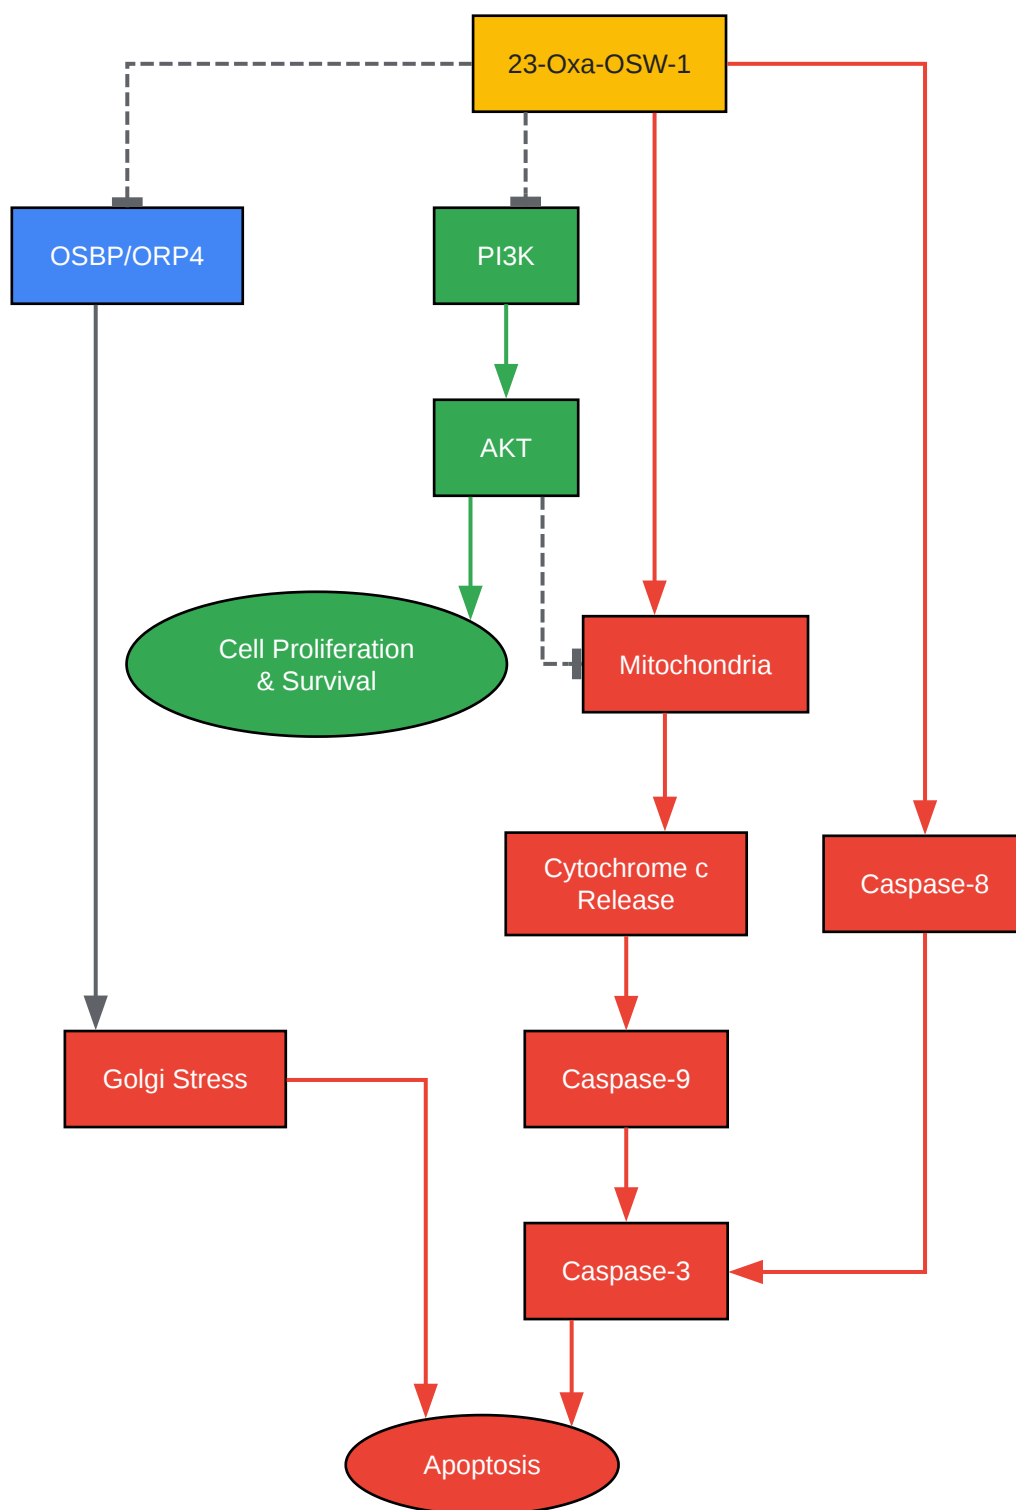 23-Oxa-OSW-1
OSBP/ORP4
PI3K
AKT
Cell Proliferation
& Survival
Mitochondria
Cytochrome c
Release
Caspase-8
Golgi Stress
Caspase-9
Caspase-3
Apoptosis